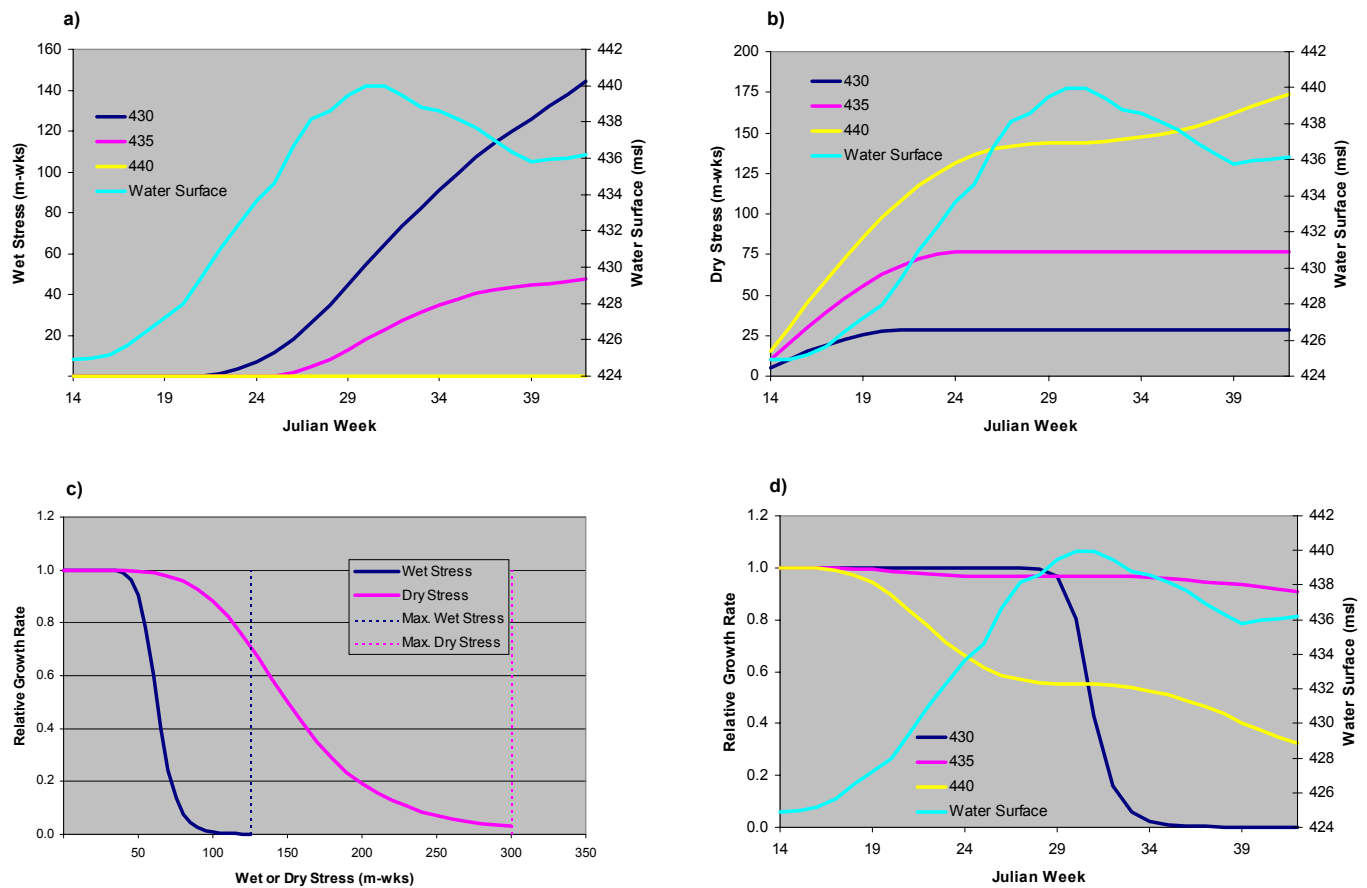 a)
160
140
120
100
80
60
40
20
Wet Stress (m-wks)
442
440
438
436
434
432
430
428
426
424
Water Surface (msl)
430
435
440
Water Surface
14 19 24 29 34 39
Julian Week
b)
200
175
150
125
100
75
50
25
0
Dry Stress (m-wks)
442
440
438
436
434
432
430
428
426
424
Water Surface (msl)
430
435
440
Water Surface
14 19 24 29 34 39
Julian Week
c)
1.2
1.0
0.8
0.6
0.4
0.2
0.0
Relative Growth Rate
Wet Stress
Dry Stress
Max. Wet Stress
Max. Dry Stress
50 100 150 200 250 300 350
Wet or Dry Stress (m-wks)
d)
1.2
1.0
0.8
0.6
0.4
0.2
0.0
Relative Growth Rate
442
440
438
436
434
432
430
428
426
424
Water Surface (msl)
430
435
440
Water Surface
14 19 24 29 34 39
Julian Week